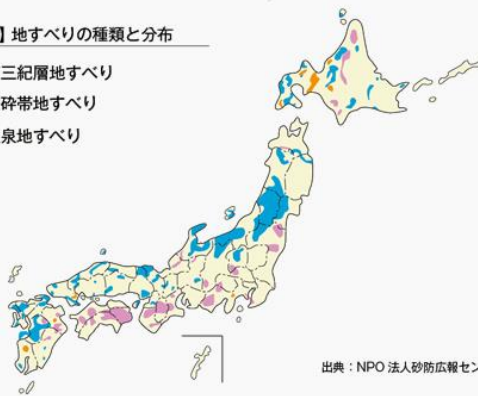 】地すべりの種類と分布
三紀層地すべり
砕帯地すべり
泉地すべり
出典：NPO 法人砂防広報セン